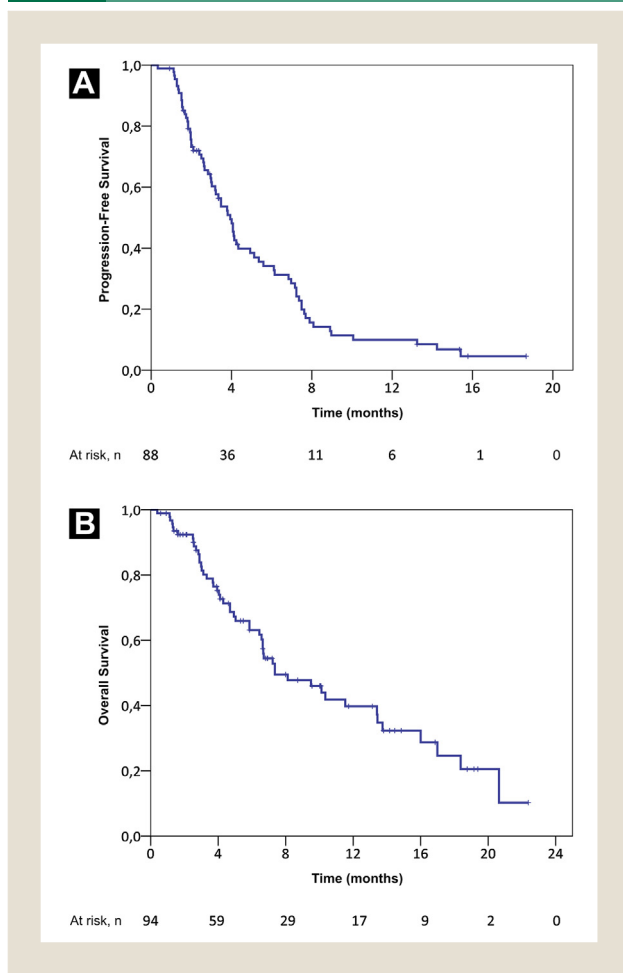 A
Progression-Free Survival
1,0
0,8
0,6
0,4
0,2
0,0
0 4 8 12 16 20
Time (months)
At risk, n 88 36 11 6 1 0
B
Overall Survival
1,0
0,8
0,6
0,4
0,2
0,0
0 4 8 12 16 20 24
Time (months)
At risk, n 94 59 29 17 9 2 0